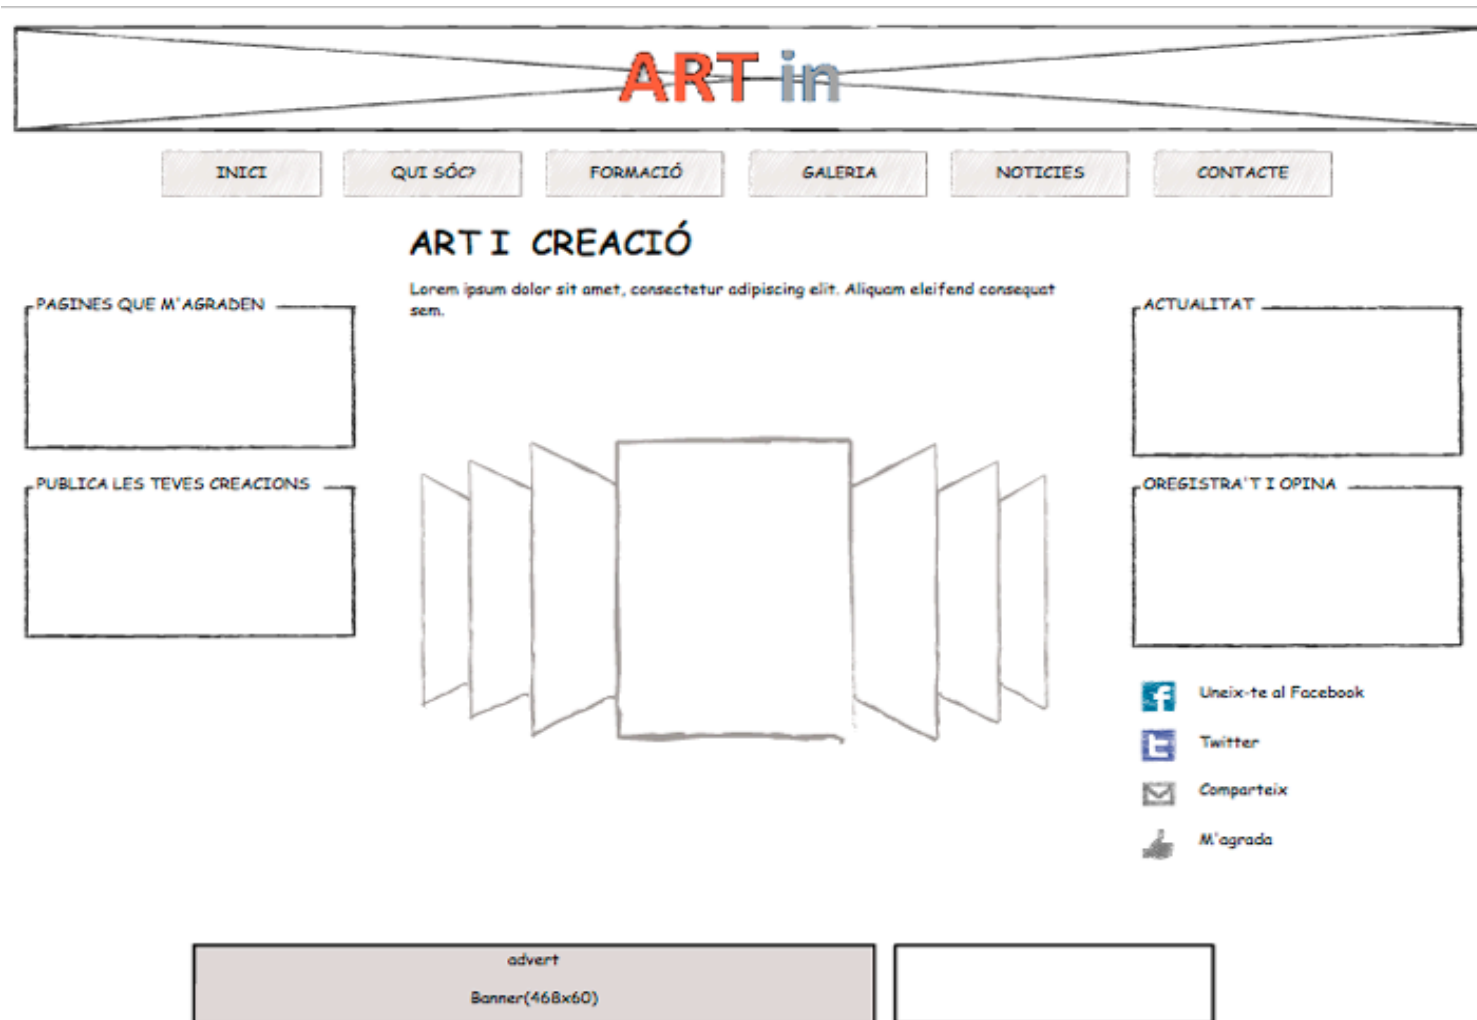 ART in
INICI
QUI SÓC?
FORMACIÓ
GALERIA
NOTICIES
CONTACTE
ART I CREACIÓ
Lorem ipsum dolor sit amet, consectetur adipiscing elit. Aliquam eleifend consequat
sem.
PAGINES QUE M'AGRADEN
PUBLICA LES TEVES CREACIONS
ACTUALITAT
OREGISTRA'T I OPINA
Uneix-te al Facebook
Twitter
Comparteix
M'agrada
advert
Banner(468x60)